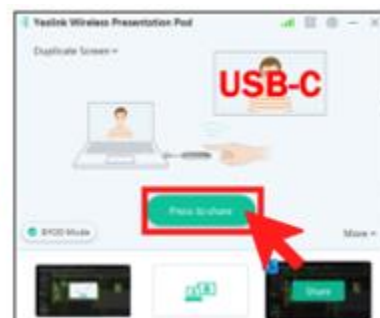 Yealink Wireless Presentation Pod
Duplicate Screen
USB-C
Press to share
BYOD Mode
More
Share